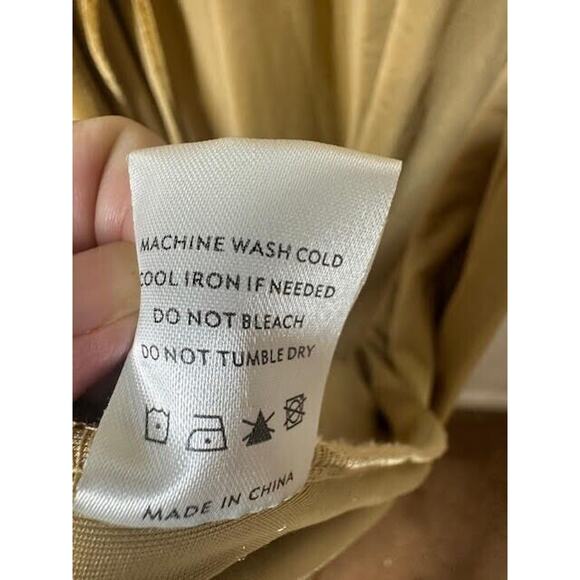 MACHINE WASH COLD
COOL IRON IF NEEDED
DO NOT BLEACH
DO NOT TUMBLE DRY
MADE IN CHINA